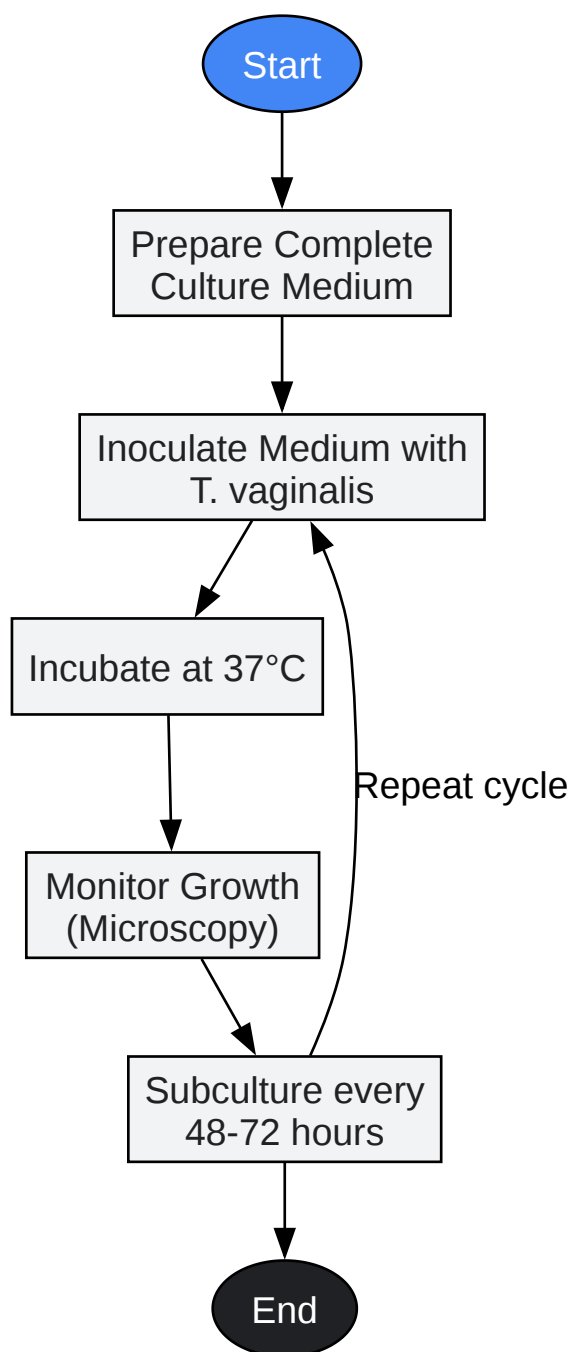 Start
Prepare Complete
Culture Medium
Inoculate Medium with
T. vaginalis
Incubate at 37°C
Repeat cycle
Monitor Growth
(Microscopy)
Subculture every
48-72 hours
End